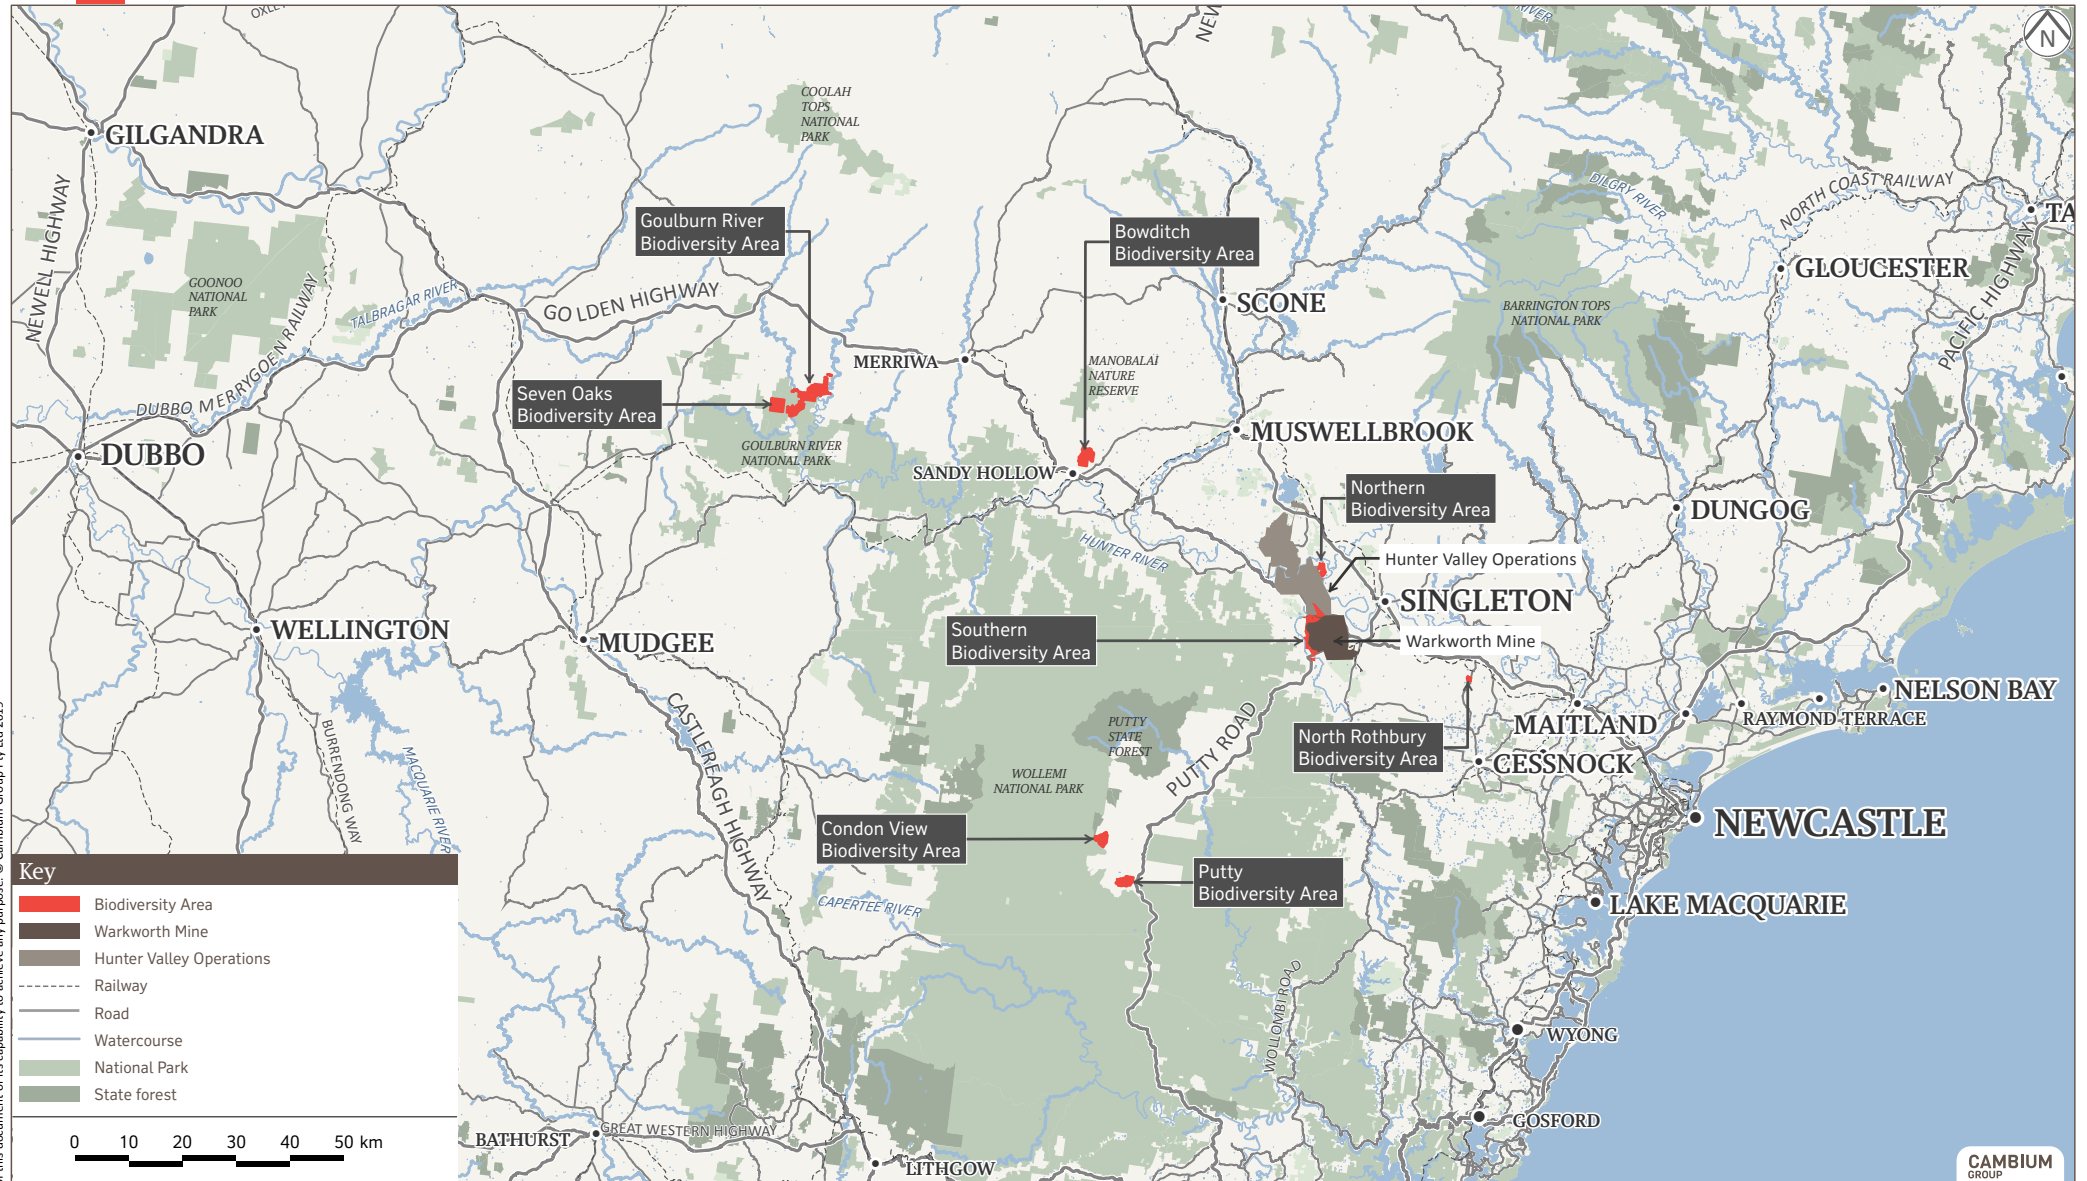 OXLEY
NEW
RIVER
N
COOLAH
TOPS
NATIONAL
PARK
GILGANDRA
NEWELL HIGHWAY
DILGRY RIVER
NORTH COAST RAILWAY
TA
Goulburn River
Biodiversity Area
Bowditch
Biodiversity Area
GLOUCESTER
PACIFIC HIGHWAY
GOONOO
NATIONAL
PARK
TALBRAGAR RIVER
GOLDEN HIGHWAY
SCONE
BARRINGTON TOPS
NATIONAL PARK
MERRIWA
MANOBALAI
NATURE
RESERVE
DUBBO MERRYGOEN RAILWAY
Seven Oaks
Biodiversity Area
DUBBO
GOULBURN RIVER
NATIONAL PARK
MUSWELLBROOK
SANDY HOLLOW
Northern
Biodiversity Area
DUNGOG
HUNTER RIVER
Hunter Valley Operations
SINGLETON
WELLINGTON
MUDGEE
Southern
Biodiversity Area
Warkworth Mine
NELSON BAY
RAYMOND TERRACE
CASTLEREAGH HIGHWAY
BURRENDONG WAY
MACQUARIE RIVER
PUTTY
STATE
FOREST
PUTTY ROAD
North Rothbury
Biodiversity Area
MAITLAND
CESSNOCK
WOLLEMI
NATIONAL PARK
NEWCASTLE
Condon View
Biodiversity Area
Putty
Biodiversity Area
CAPERTEE RIVER
LAKE MACQUARIE
WOLLOMBI ROAD
WYONG
GOSFORD
BATHURST
GREAT WESTERN HIGHWAY
LITHGOW
Key
Biodiversity Area
Warkworth Mine
Hunter Valley Operations
Railway
Road
Watercourse
National Park
State forest
0 10 20 30 40 50 km
CAMBIUM
GROUP